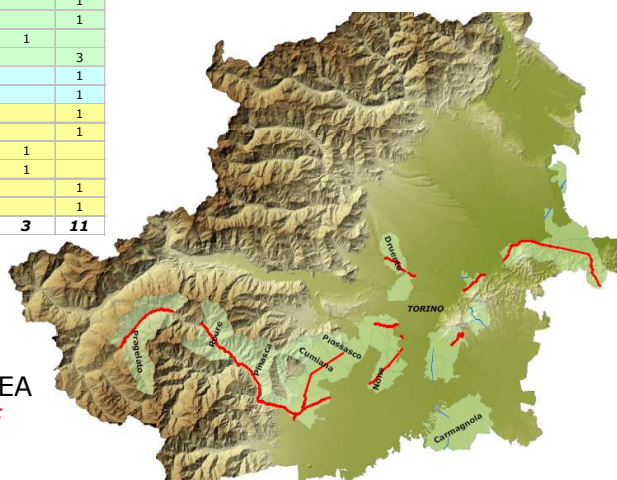 1
1
1
3
1
1
1
1
1
1
1
1
3 11
Druento
TORINO
Pragelato
Roure
Pinasca
Cumiana
Piossasco
None
Carmagnola
EA